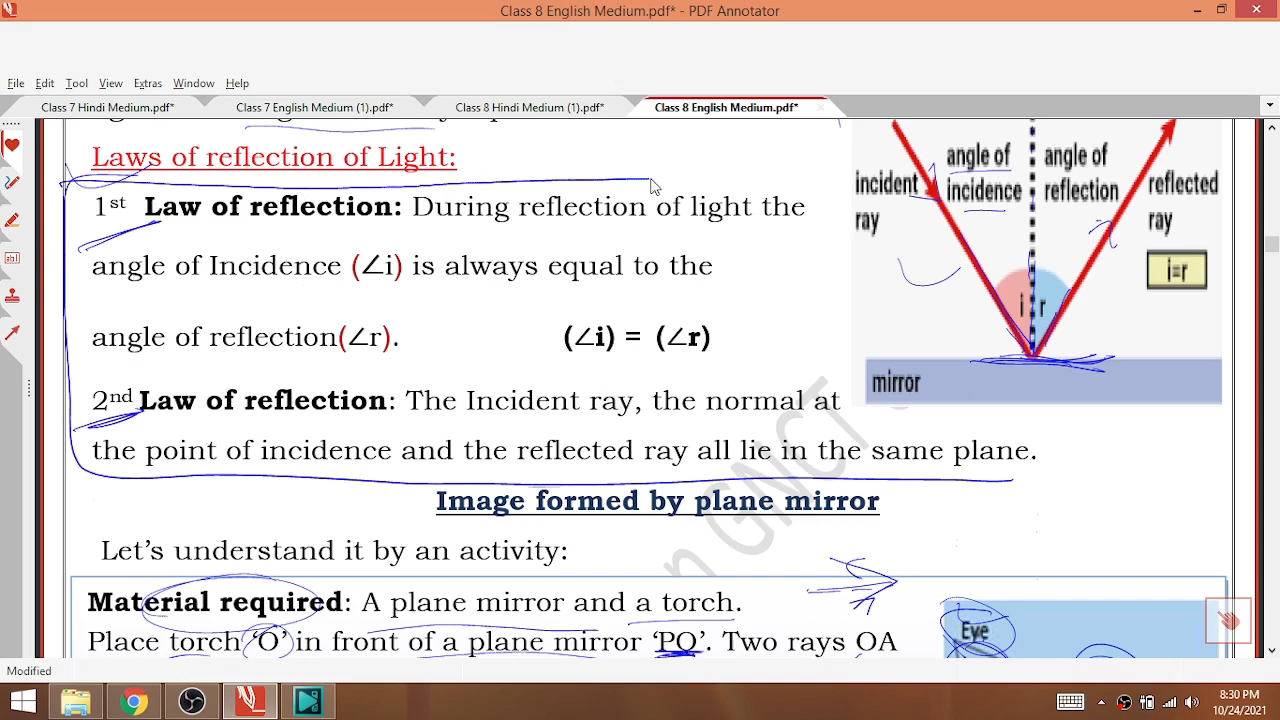 Class 8 English Medium.pdf* - PDF Annotator
File Edit Tool View Extras Window Help
Class 7 Hindi Medium.pdf* Class 7 English Medium (1).pdf* Class 8 Hindi Medium (1).pdf* Class 8 English Medium.pdf*
Laws of reflection of Light:
1st Law of reflection: During reflection of light the
angle of Incidence (∠i) is always equal to the
angle of reflection(∠r). (∠i) = (∠r)
2nd Law of reflection: The Incident ray, the normal at
the point of incidence and the reflected ray all lie in the same plane.
incident
ray
angle of
incidence
angle of
reflection
reflected
ray
i=r
i r
mirror
Image formed by plane mirror
Let’s understand it by an activity:
Material required: A plane mirror and a torch.
Place torch ‘O’ in front of a plane mirror ‘PQ’. Two rays OA
Eye
n GNCT
Modified
8:30 PM
10/24/2021